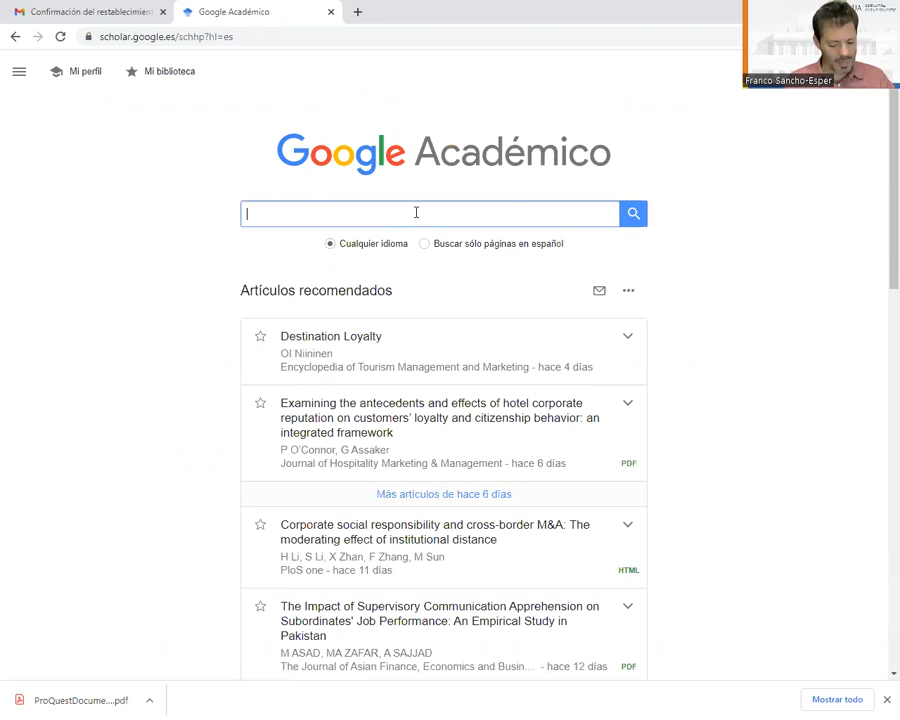 Confirmación del restablecimient
Google Académico
scholar.google.es/schhp?hl=es
Mi perfil
Mi biblioteca
Franco Sancho-Esper
Google Académico
Cualquier idioma
Buscar sólo páginas en español
Artículos recomendados
Destination Loyalty
OI Niininen
Encyclopedia of Tourism Management and Marketing - hace 4 días
Examining the antecedents and effects of hotel corporate
reputation on customers' loyalty and citizenship behavior: an
integrated framework
P O'Connor, G Assaker
Journal of Hospitality Marketing & Management - hace 6 días
PDF
Más artículos de hace 6 días
Corporate social responsibility and cross-border M&A: The
moderating effect of institutional distance
H Li, S Li, X Zhan, F Zhang, M Sun
PloS one - hace 11 días
HTML
The Impact of Supervisory Communication Apprehension on
Subordinates' Job Performance: An Empirical Study in
Pakistan
M ASAD, MA ZAFAR, A SAJJAD
The Journal of Asian Finance, Economics and Busin... - hace 12 días
PDF
ProQuestDocume....pdf
Mostrar todo